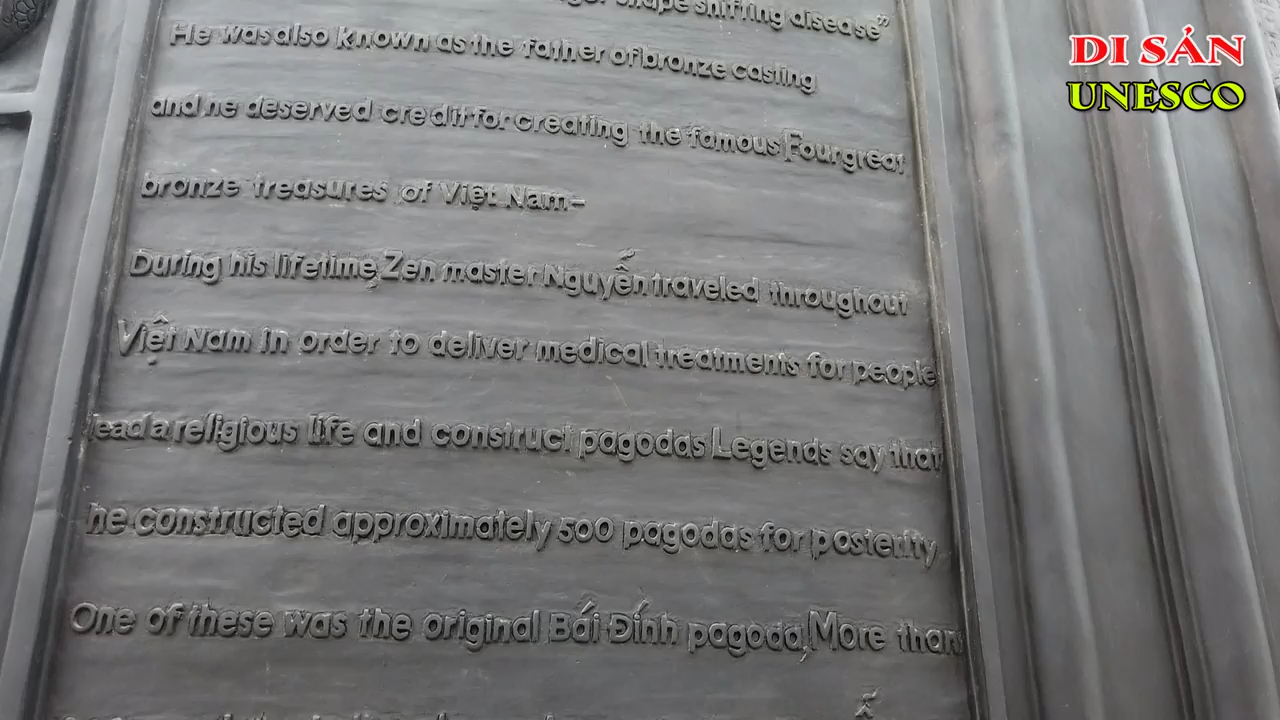 shape shifting disease”
He was also known as the father of bronze casting
and he deserved credit for creating the famous Four great
bronze treasures of Việt Nam-
During his lifetime, Zen master Nguyễn traveled throughout
Việt Nam in order to deliver medical treatments for people
lead a religious life and construct pagodas Legends say that
he constructed approximately 500 pagodas for posterity
One of these was the original Bái Đính pagoda, More than
DI SẢN
UNESCO